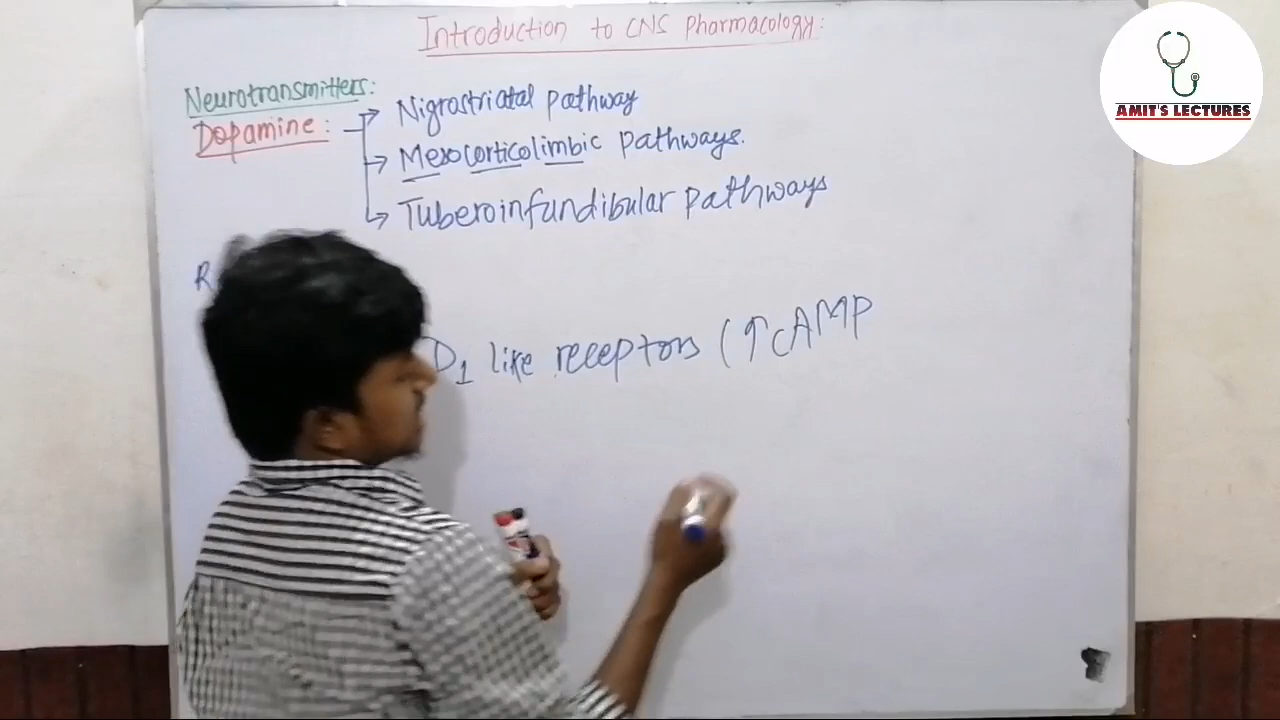 Introduction to CNS Pharmacology:
AMIT'S LECTURES
Neurotransmitters:
Dopamine: → Nigrostriatal pathway
→ Mesocorticolimbic pathways.
→ Tuberoinfundibular pathways
D1 like receptors (↑cAMP